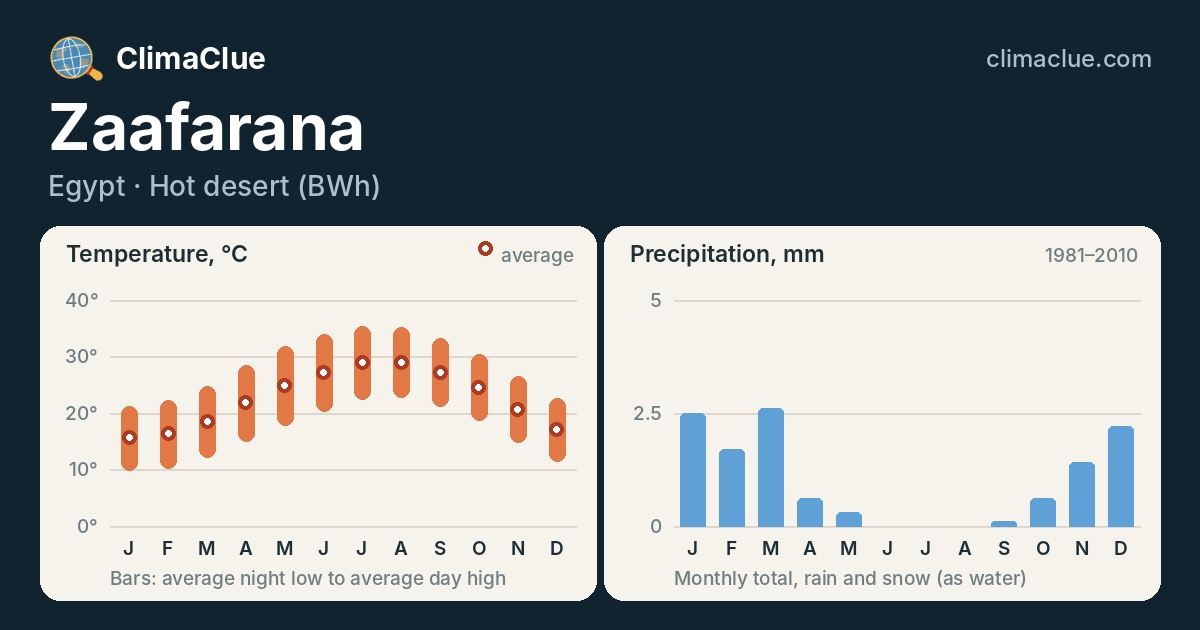 ClimaClue
climaclue.com
Zaafarana
Egypt · Hot desert (BWh)
Temperature, °C
average
40°
30°
20°
10°
0°
J F M A M J J A S O N D
Bars: average night low to average day high
Precipitation, mm
1981–2010
5
2.5
0
J F M A M J J A S O N D
Monthly total, rain and snow (as water)